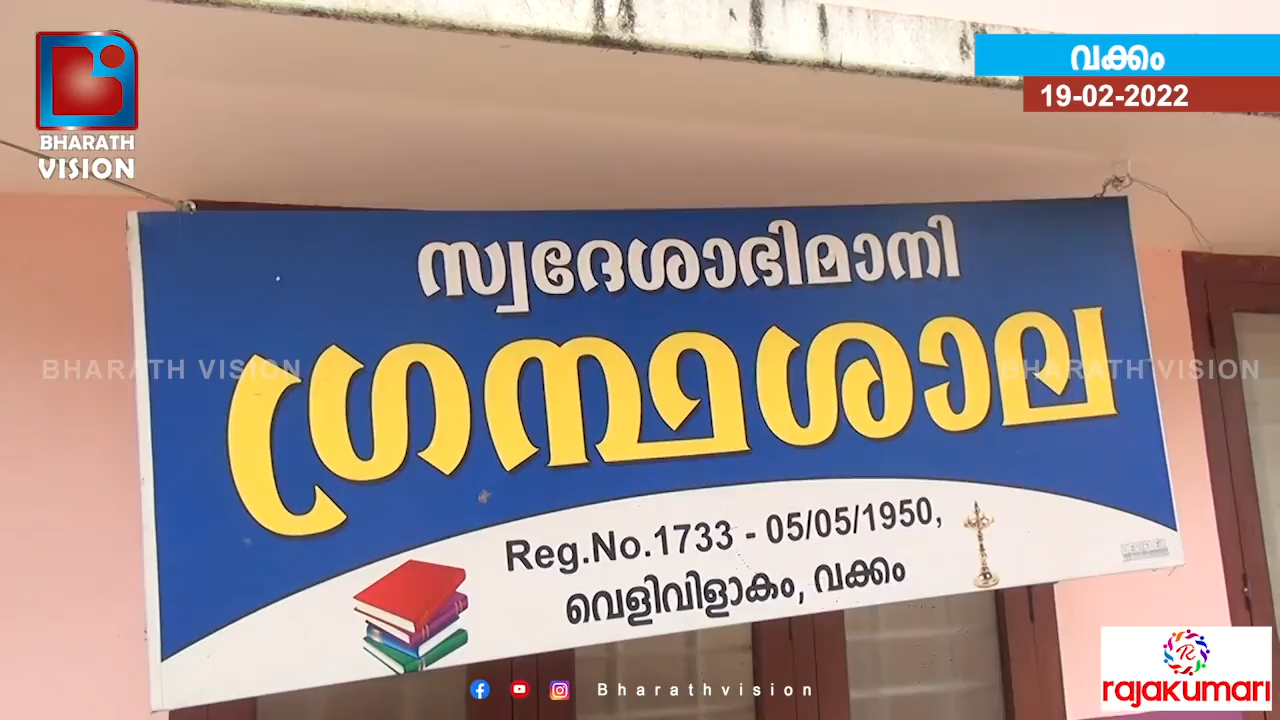 BHARATH
VISION
വക്കം
19-02-2022
സ്വദേശാഭിമാനി
ഗ്രന്ഥശാല
BHARATH VISION
BHARATH VISION
Reg.No.1733 - 05/05/1950,
വെളിവിളാകം, വക്കം
Bharathvision
R
rajakumari